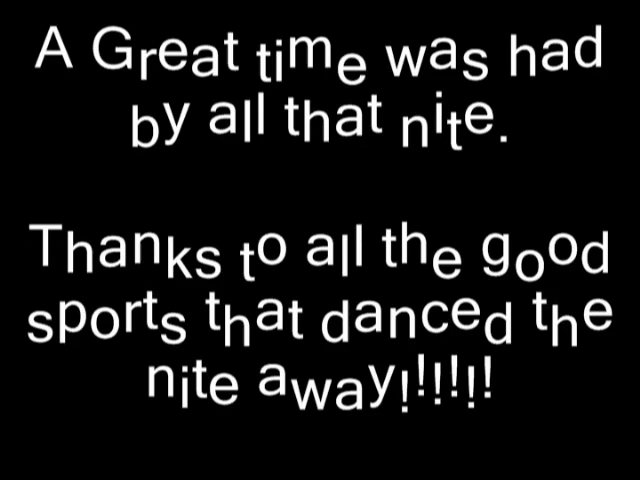 A Great time was had
by all that nite.
Thanks to all the good
sports that danced the
nite away!!!!!!